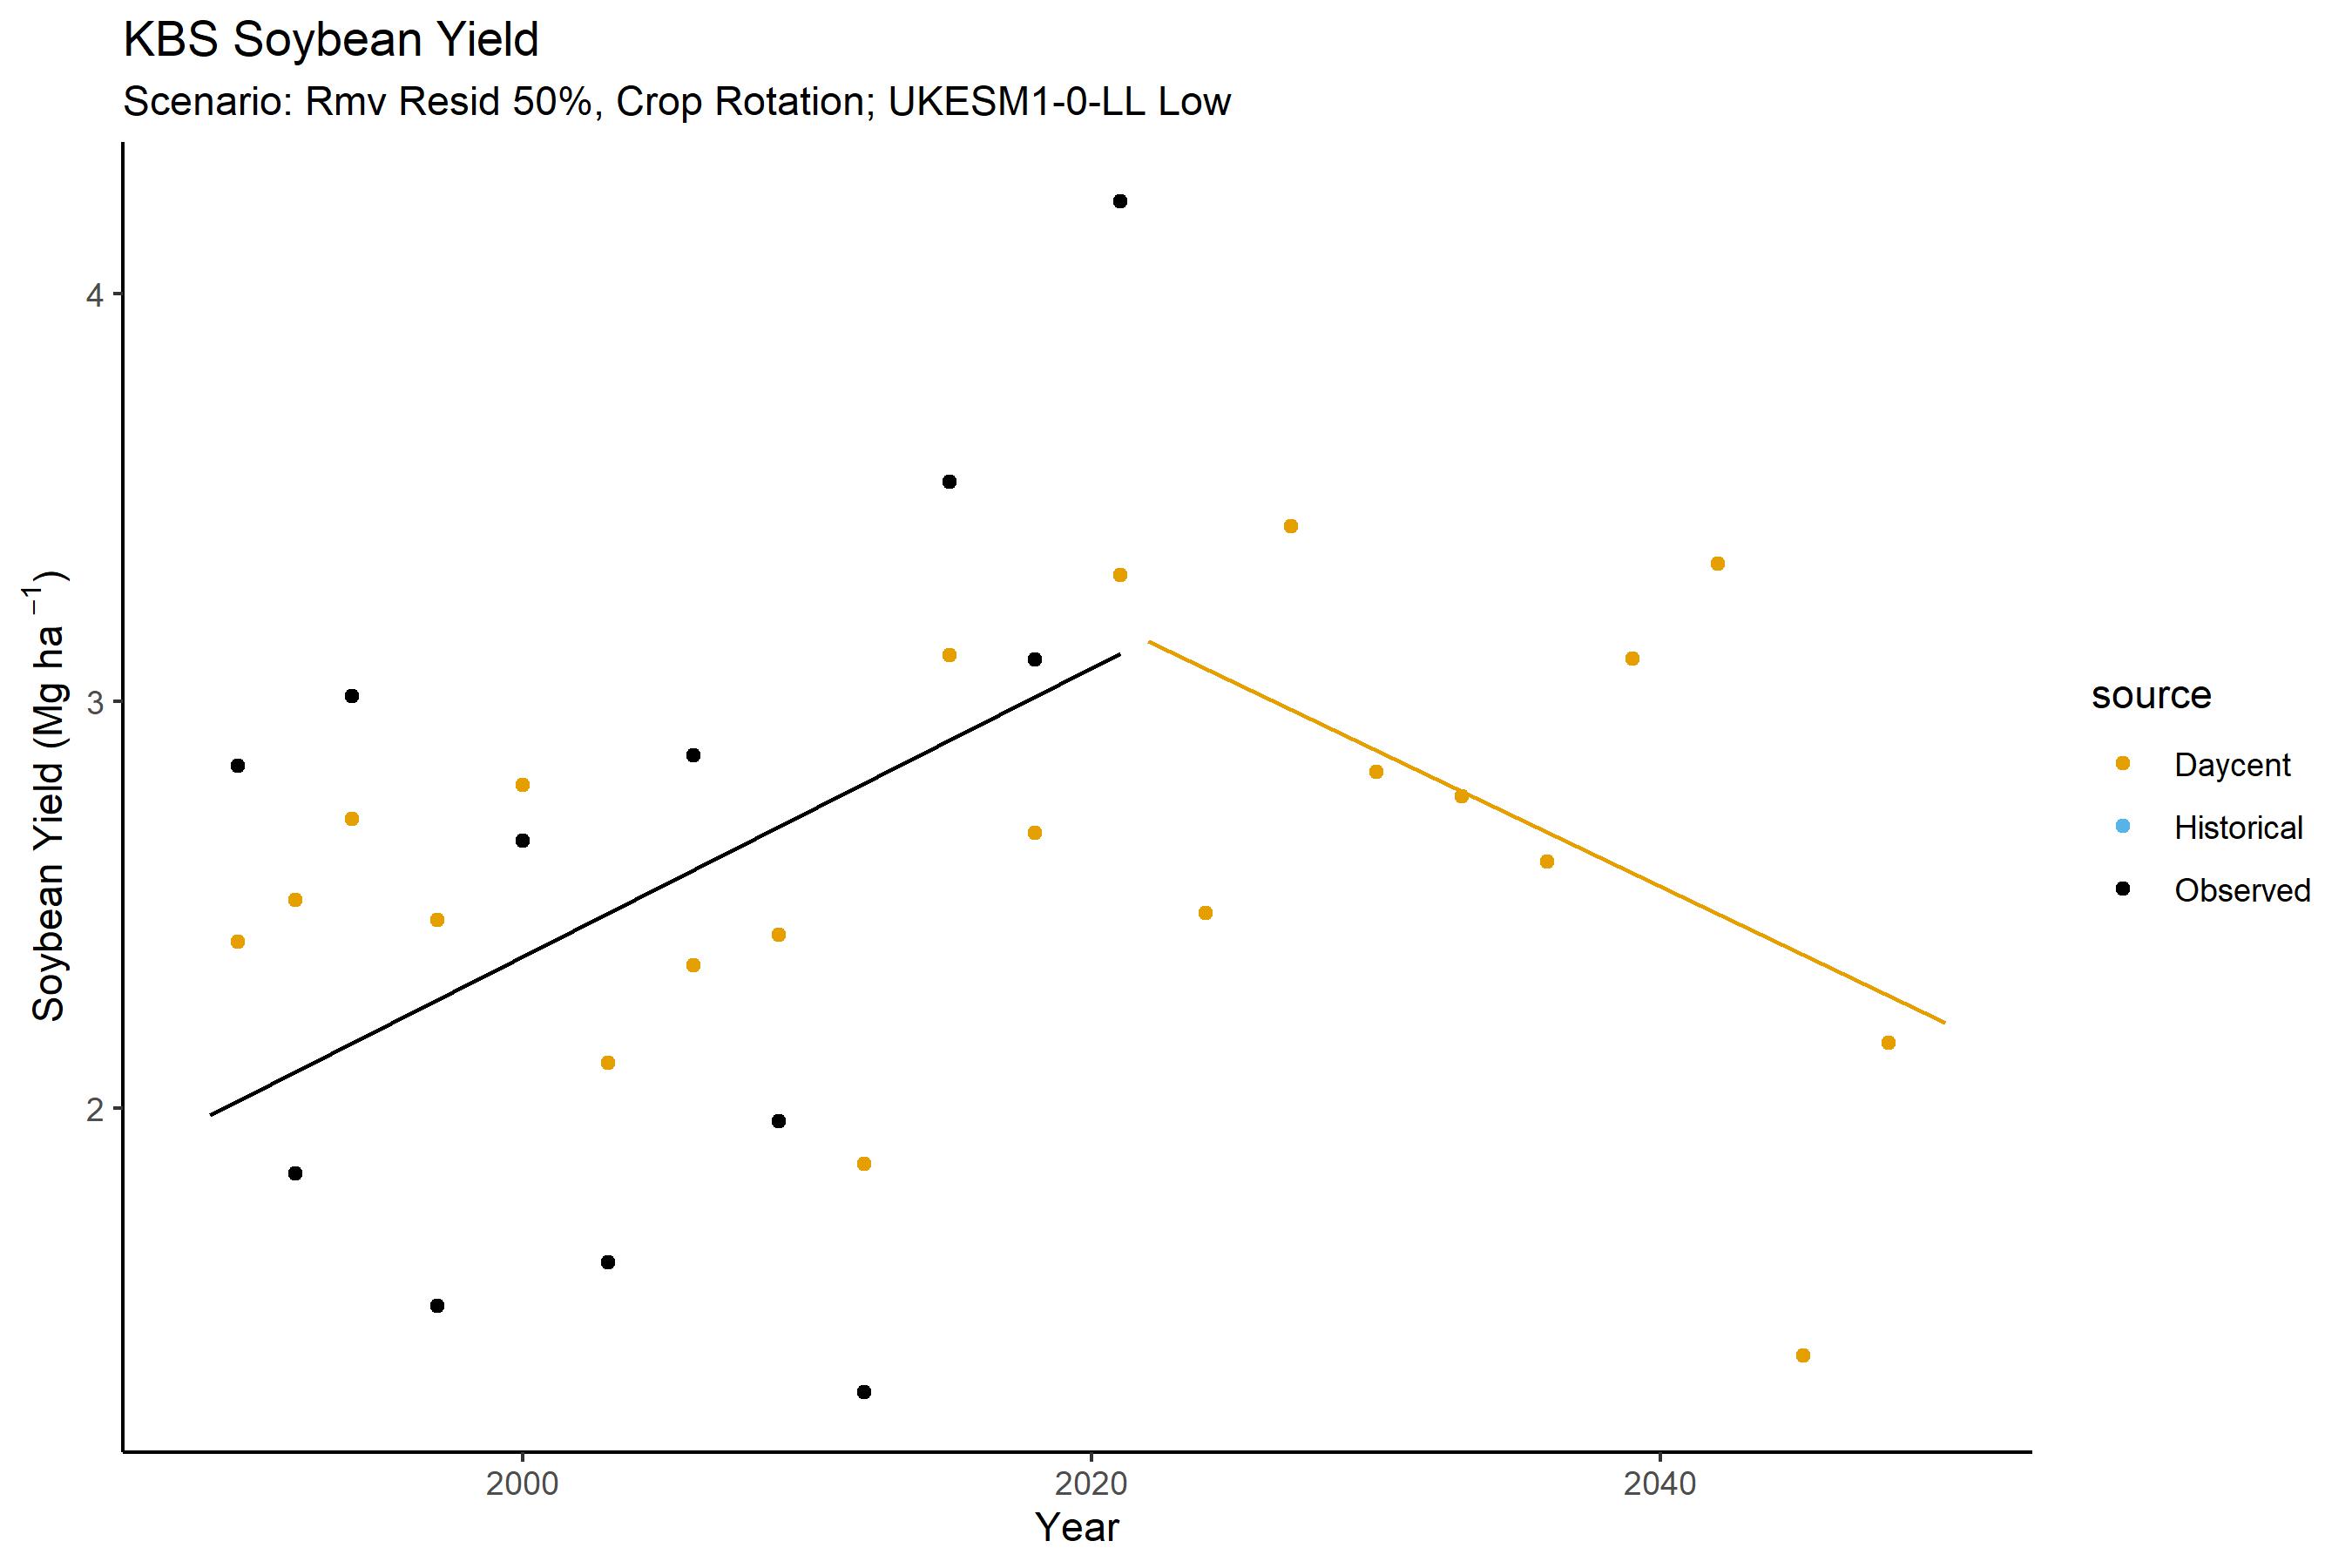 KBS Soybean Yield
Scenario: Rmv Resid 50%, Crop Rotation; UKESM1-0-LL Low
Soybean Yield (Mg ha ⁻¹)
4
3
2
2000
2020
2040
Year
source
Daycent
Historical
Observed